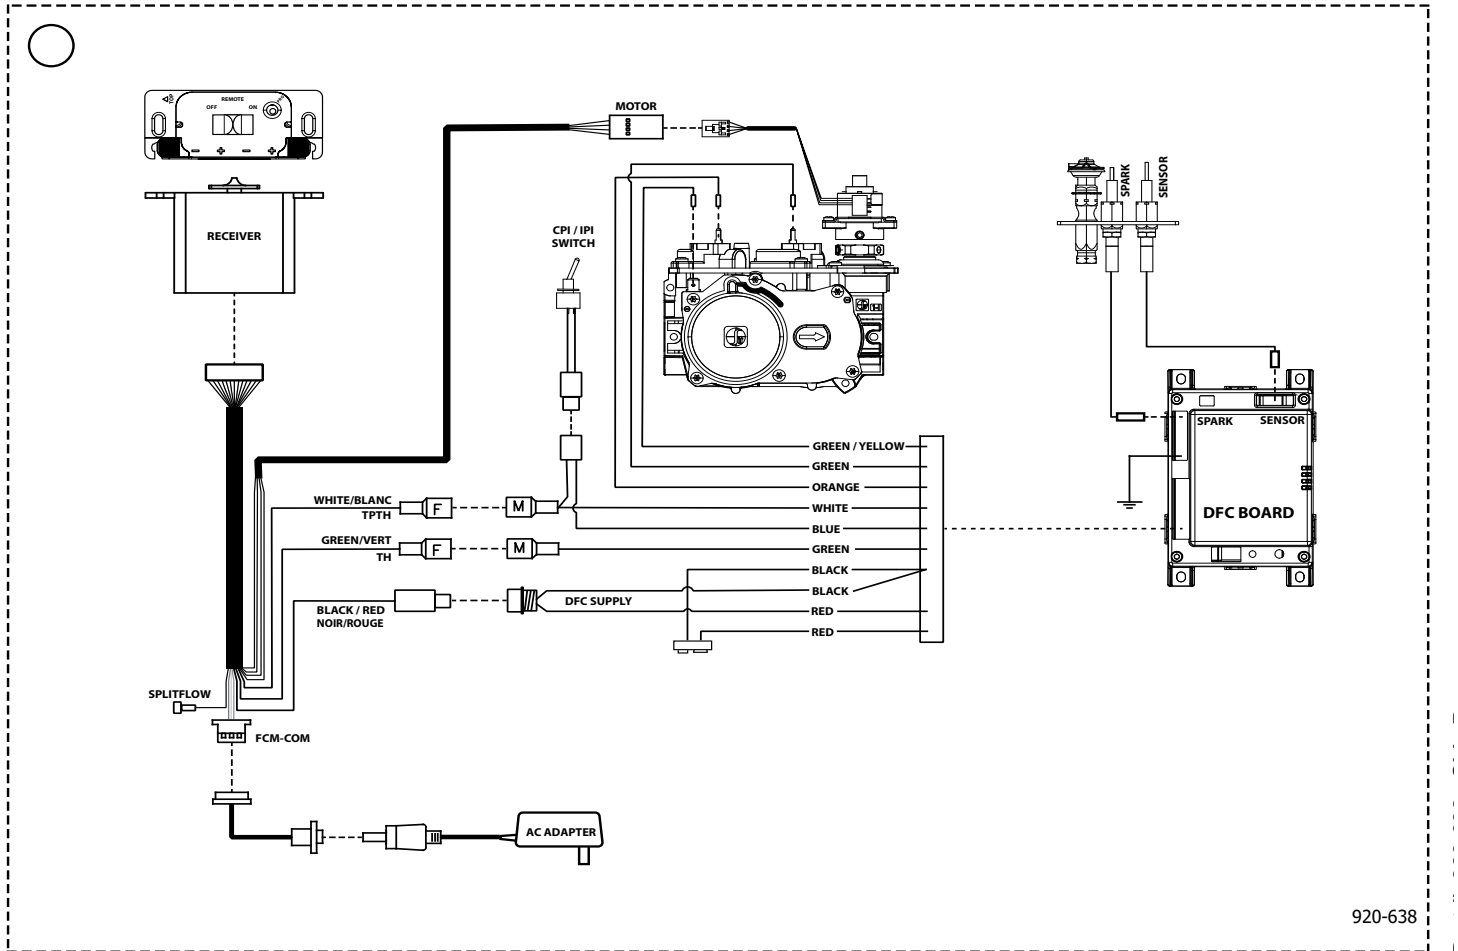 TOP
REMOTE
OFF
ON
PRG
RECEIVER
MOTOR
CPI / IPI
SWITCH
SPARK
SENSOR
SPARK
SENSOR
DFC BOARD
GREEN / YELLOW
GREEN
ORANGE
WHITE/BLANC
TPTH
F
M
WHITE
BLUE
GREEN/VERT
TH
F
M
GREEN
BLACK
BLACK
BLACK / RED
NOIR/ROUGE
DFC SUPPLY
RED
RED
SPLITFLOW
FCM-COM
AC ADAPTER
920-638